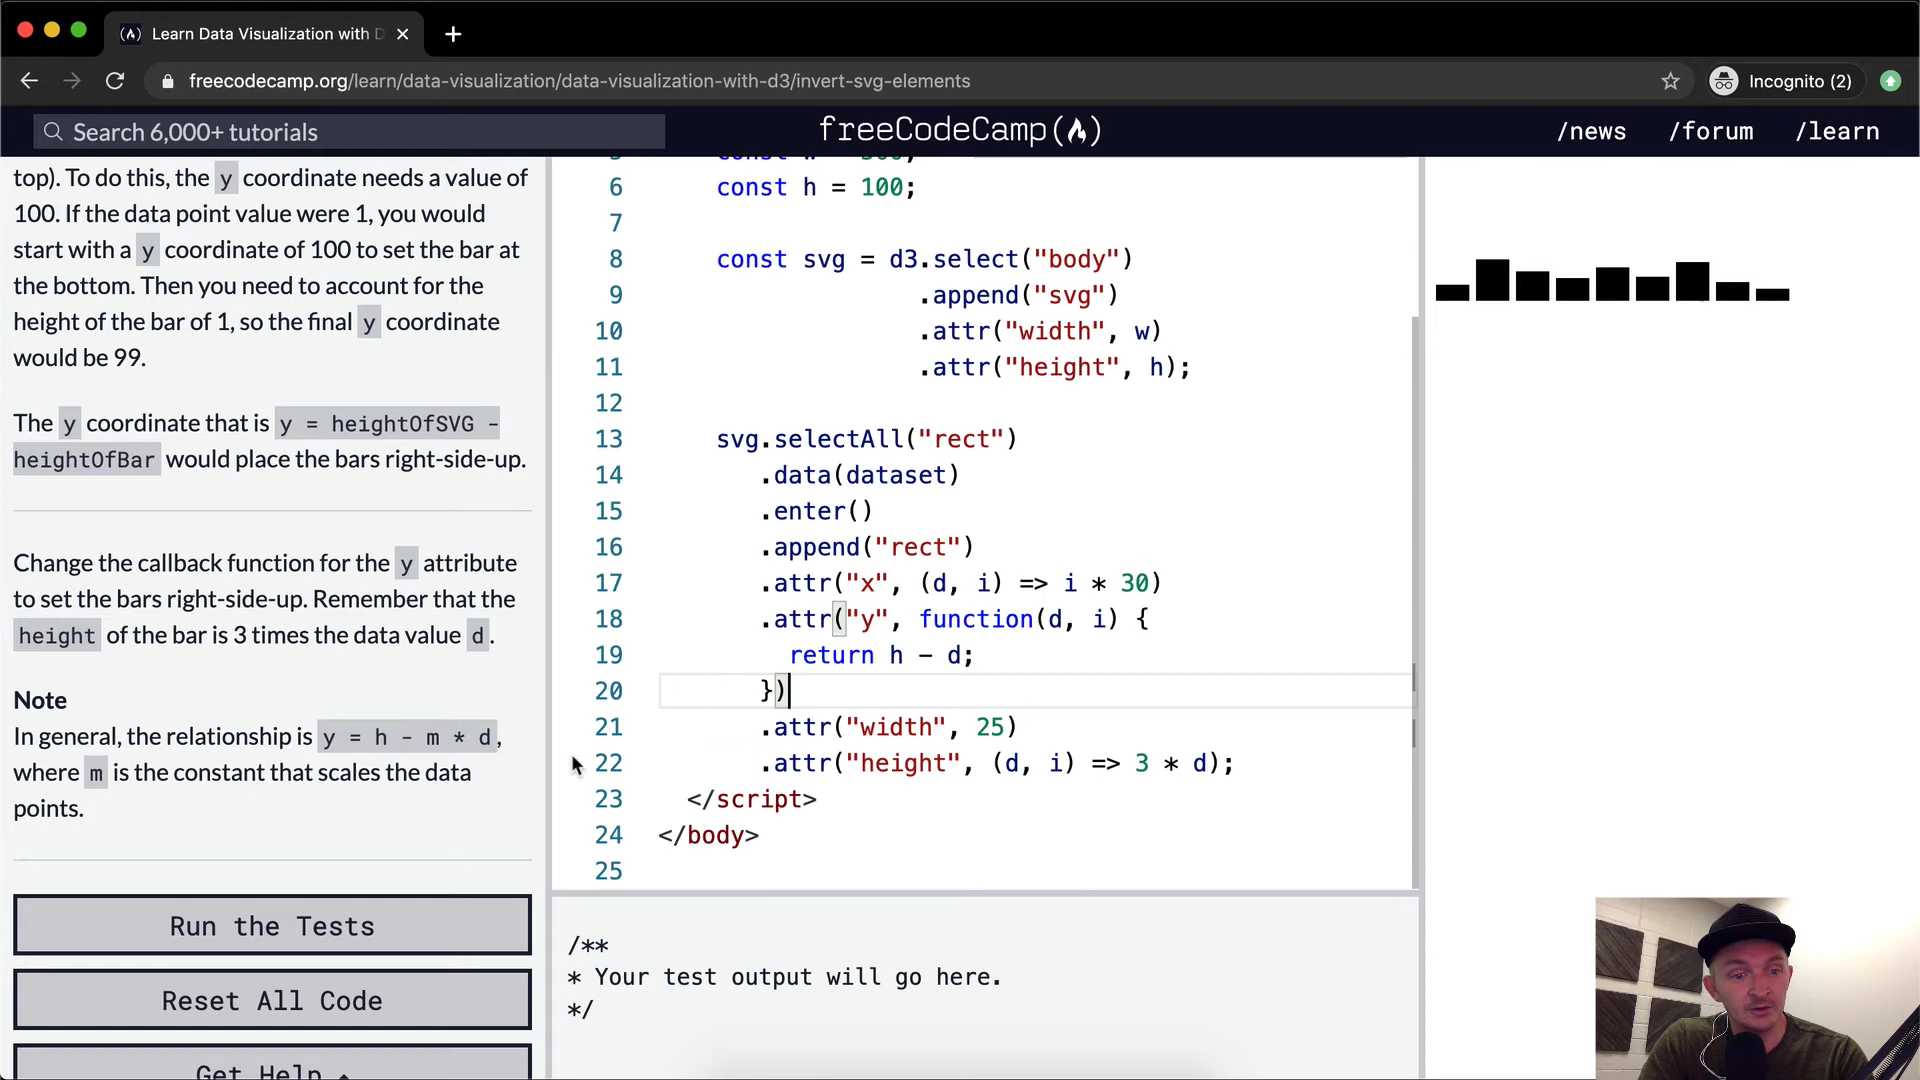 Learn Data Visualization with D
freecodecamp.org/learn/data-visualization/data-visualization-with-d3/invert-svg-elements
Incognito (2)
Search 6,000+ tutorials
freeCodeCamp(🔥)
/news
/forum
/learn
top). To do this, the y coordinate needs a value of
100. If the data point value were 1, you would
start with a y coordinate of 100 to set the bar at
the bottom. Then you need to account for the
height of the bar of 1, so the final y coordinate
would be 99.
The y coordinate that is y = heightOfSVG -
heightOfBar would place the bars right-side-up.
Change the callback function for the y attribute
to set the bars right-side-up. Remember that the
height of the bar is 3 times the data value d.
Note
In general, the relationship is y = h - m * d,
where m is the constant that scales the data
points.
Run the Tests
Reset All Code
Get Help
6 const h = 100;
7
8 const svg = d3.select("body")
9 .append("svg")
10 .attr("width", w)
11 .attr("height", h);
12
13 svg.selectAll("rect")
14 .data(dataset)
15 .enter()
16 .append("rect")
17 .attr("x", (d, i) => i * 30)
18 .attr("y", function(d, i) {
19 return h - d;
20 })
21 .attr("width", 25)
22 .attr("height", (d, i) => 3 * d);
23 </script>
24 </body>
25
/**
* Your test output will go here.
*/